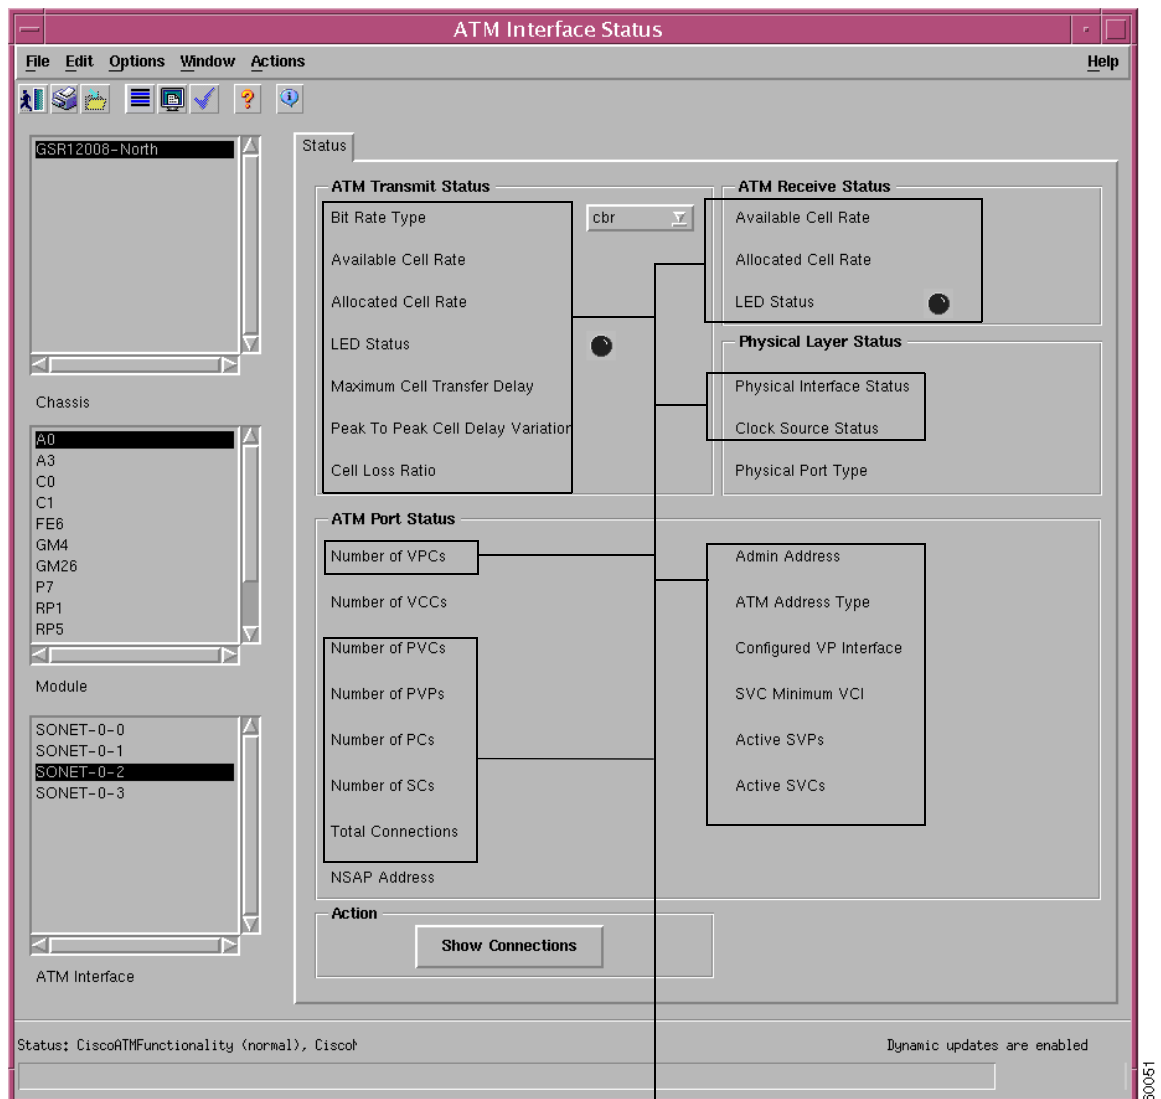 ATM Interface Status
File Edit Options Window Actions Help
GSR12008-North
Chassis
A0
A3
C0
C1
FE6
GM4
GM26
P7
RP1
RP5
Module
SONET-0-0
SONET-0-1
SONET-0-2
SONET-0-3
ATM Interface
Status
ATM Transmit Status
Bit Rate Type cbr
Available Cell Rate
Allocated Cell Rate
LED Status
Maximum Cell Transfer Delay
Peak To Peak Cell Delay Variation
Cell Loss Ratio
ATM Receive Status
Available Cell Rate
Allocated Cell Rate
LED Status
Physical Layer Status
Physical Interface Status
Clock Source Status
Physical Port Type
ATM Port Status
Number of VPCs
Number of VCCs
Number of PVCs
Number of PVPs
Number of PCs
Number of SCs
Total Connections
NSAP Address
Admin Address
ATM Address Type
Configured VP Interface
SVC Minimum VCI
Active SVPs
Active SVCs
Action
Show Connections
Status: CiscoATMFunctionality (normal), Cisco
Dynamic updates are enabled
60051